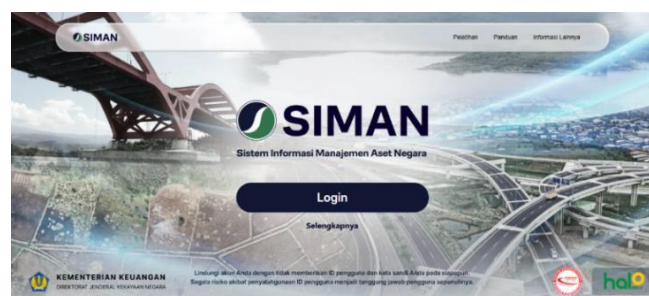 SIMAN
Pelatihan Panduan Informasi Lainnya
SIMAN
Sistem Informasi Manajemen Aset Negara
Login
Selengkapnya
KEMENTERIAN KEUANGAN
DIREKTORAT JENDERAL KEKAYAAN NEGARA
Lindungi akun Anda dengan tidak memberikan ID pengguna dan kata sandi Anda pada siapapun.
Segala risiko akibat penyalahgunaan ID pengguna menjadi tanggung jawab pengguna sepenuhnya.
halo